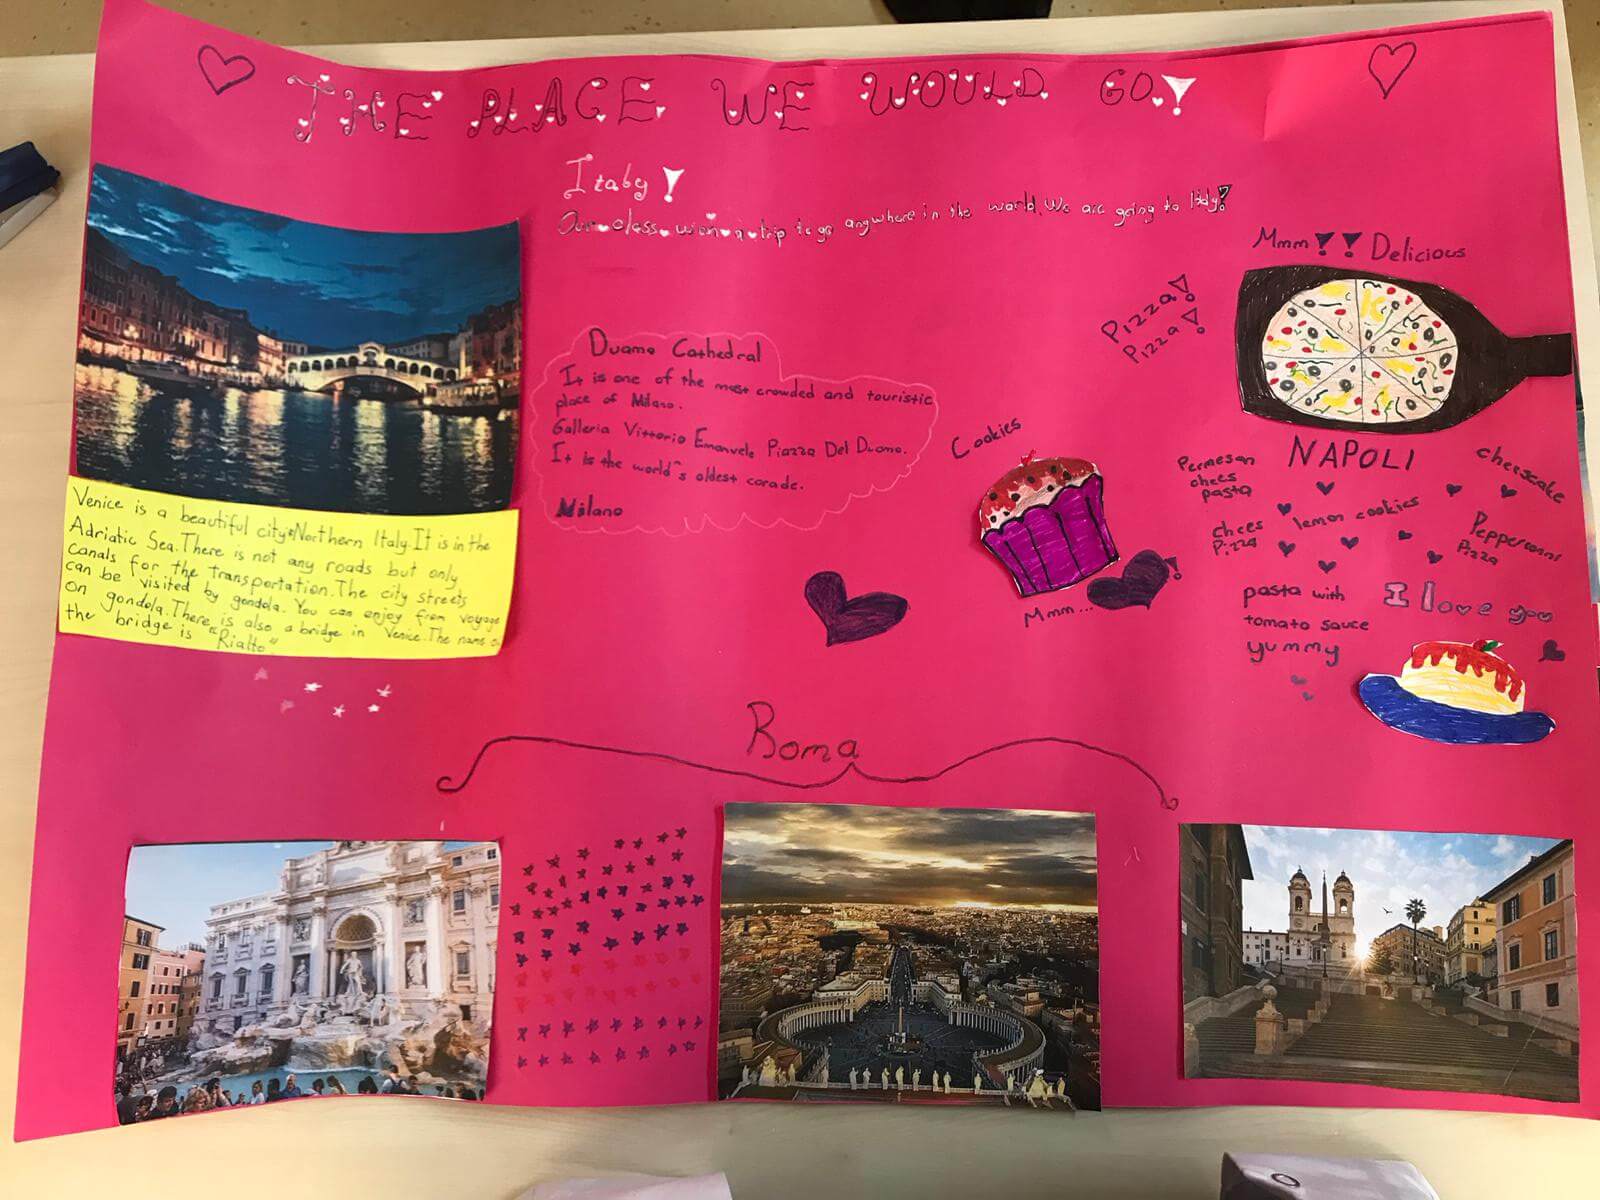 THE PLACE WE WOULD GO!
Italy!
Our class won a trip to go anywhere in the world. We are going to Italy!
Venice is a beautiful city Northern Italy. It is in the
Adriatic Sea. There is not any roads but only
canals for the transportation. The city streets
can be visited by gondola. You can enjoy from voyage
on gondola. There is also a bridge in Venice. The name of
the bridge is "Rialto"
Duamo Cathedral
It is one of the most crowded and touristic
place of Milano.
Galleria Vittorio Emanuele Piazza Del Duomo.
It is the world's oldest corade.
Milano
Mmm!! Delicious
Pizza!
Pizza!
Cookies
Mmm...
NAPOLI
Permesan
chees
pasta
cheescake
chees
Pizza
lemon cookies
Pepperonni
Pizza
pasta with
tomato sauce
yummy
I love you
Roma